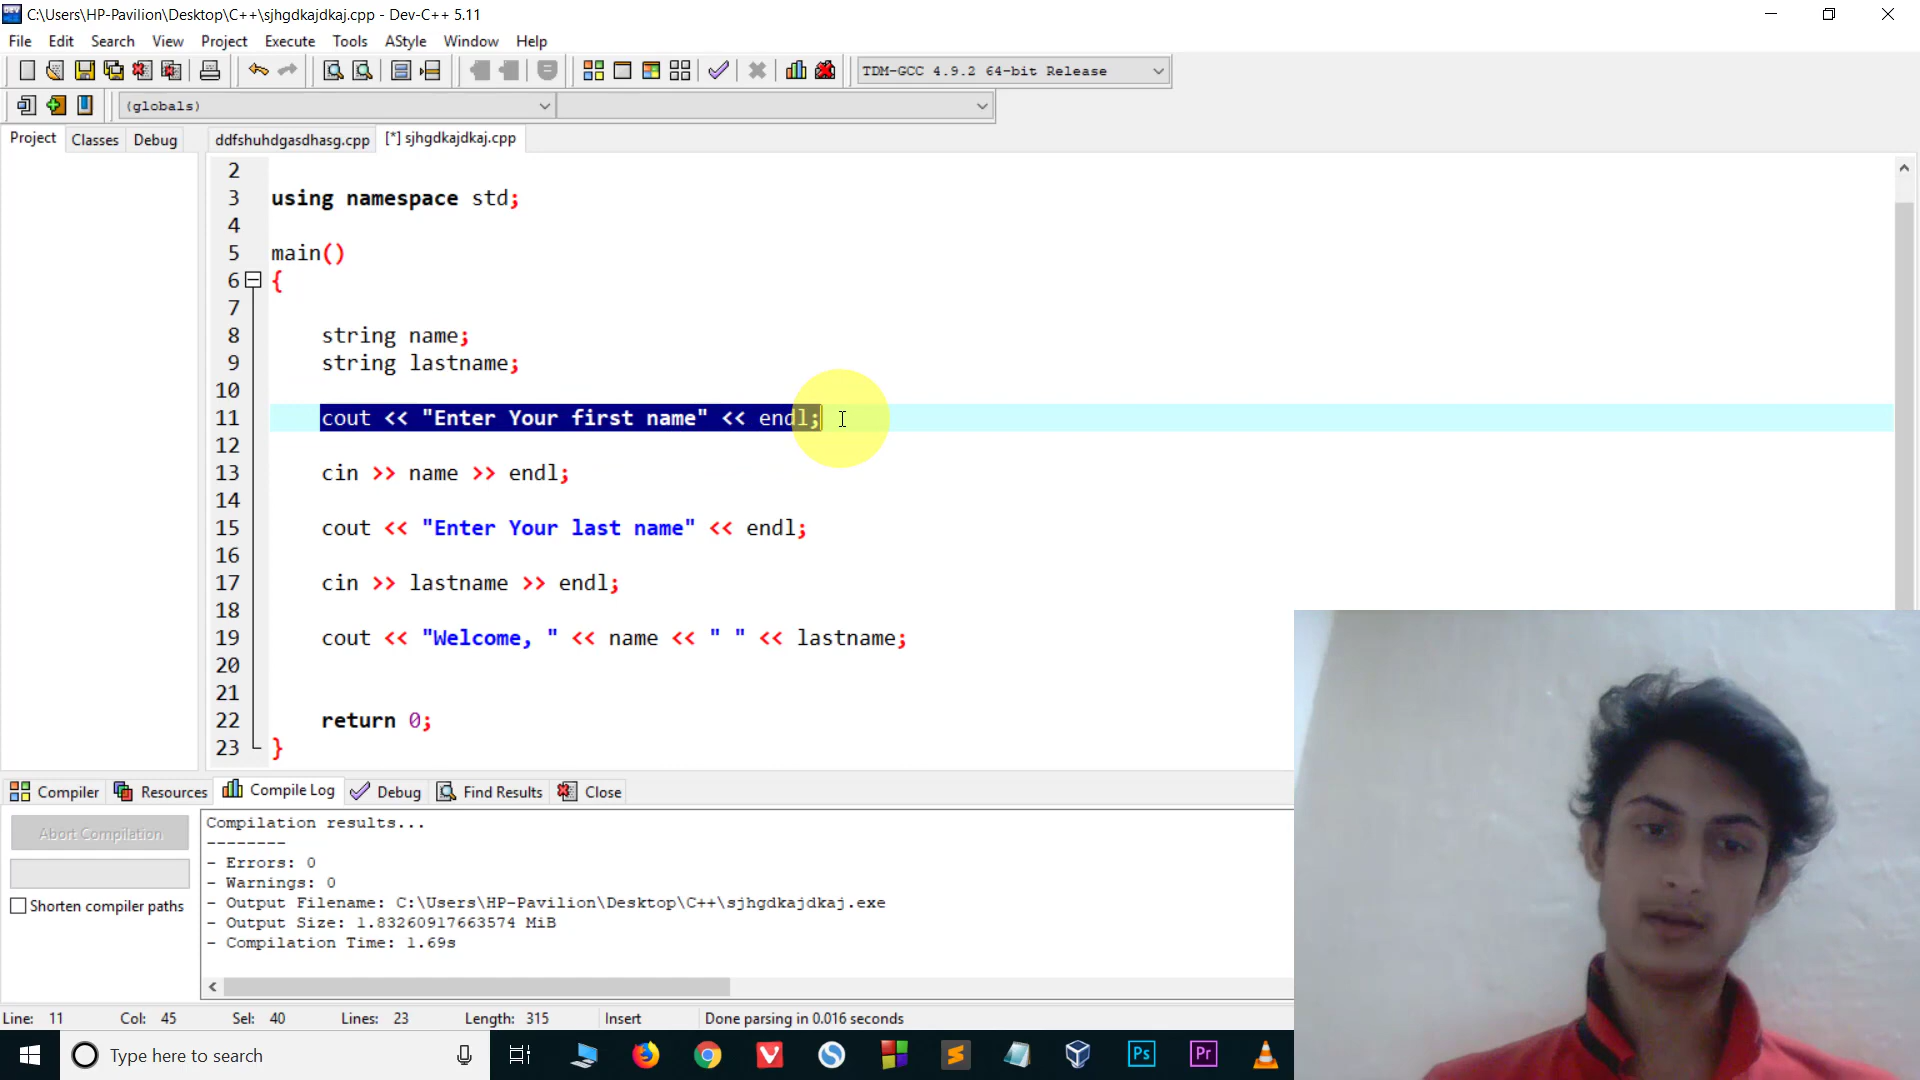 C:\Users\HP-Pavilion\Desktop\C++\sjhgdkajdkaj.cpp - Dev-C++ 5.11
File Edit Search View Project Execute Tools AStyle Window Help
TDM-GCC 4.9.2 64-bit Release
(globals)
Project Classes Debug ddfshuhdgasdhasg.cpp [*] sjhgdkajdkaj.cpp
2
3 using namespace std;
4
5 main()
6 {
7
8 string name;
9 string lastname;
10
11 cout << "Enter Your first name" << endl;
12
13 cin >> name >> endl;
14
15 cout << "Enter Your last name" << endl;
16
17 cin >> lastname >> endl;
18
19 cout << "Welcome, " << name << " " << lastname;
20
21
22 return 0;
23 }
Compiler Resources Compile Log Debug Find Results Close
Abort Compilation
Shorten compiler paths
Compilation results...
--------
- Errors: 0
- Warnings: 0
- Output Filename: C:\Users\HP-Pavilion\Desktop\C++\sjhgdkajdkaj.exe
- Output Size: 1.83260917663574 MiB
- Compilation Time: 1.69s
Line: 11 Col: 45 Sel: 40 Lines: 23 Length: 315 Insert Done parsing in 0.016 seconds
Type here to search
Ps
Pr